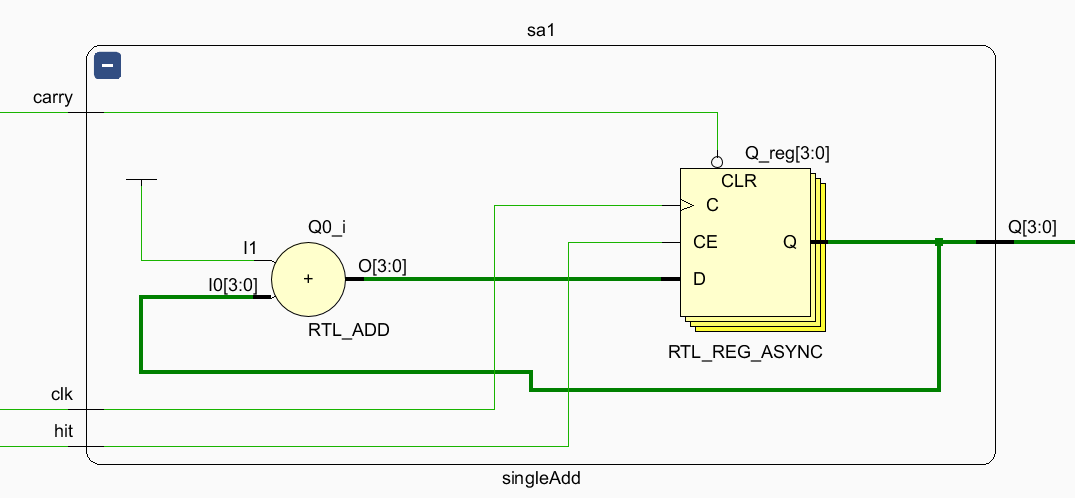 sa1
carry
Q_reg[3:0]
CLR
C
Q0_i
Q[3:0]
CE
Q
I1
O[3:0]
+
D
I0[3:0]
RTL_ADD
RTL_REG_ASYNC
clk
hit
singleAdd